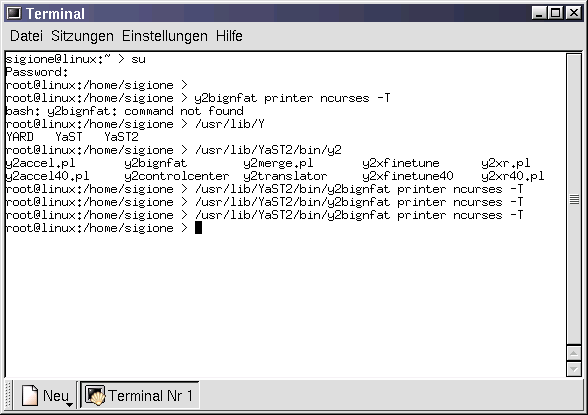 Terminal
Datei Sitzungen Einstellungen Hilfe
sigione@linux:~ > su
Password:
root@linux:/home/sigione >
root@linux:/home/sigione > y2bignfat printer ncurses -T
bash: y2bignfat: command not found
root@linux:/home/sigione > /usr/lib/Y
YARD   YaST   YaST2
root@linux:/home/sigione > /usr/lib/YaST2/bin/y2
y2accel.pl       y2bignfat        y2merge.pl       y2xfinetune      y2xr.pl
y2accel40.pl     y2controlcenter  y2translator     y2xfinetune40    y2xr40.pl
root@linux:/home/sigione > /usr/lib/YaST2/bin/y2bignfat printer ncurses -T
root@linux:/home/sigione > /usr/lib/YaST2/bin/y2bignfat printer ncurses -T
root@linux:/home/sigione > /usr/lib/YaST2/bin/y2bignfat printer ncurses -T
root@linux:/home/sigione >
Neu Terminal Nr 1